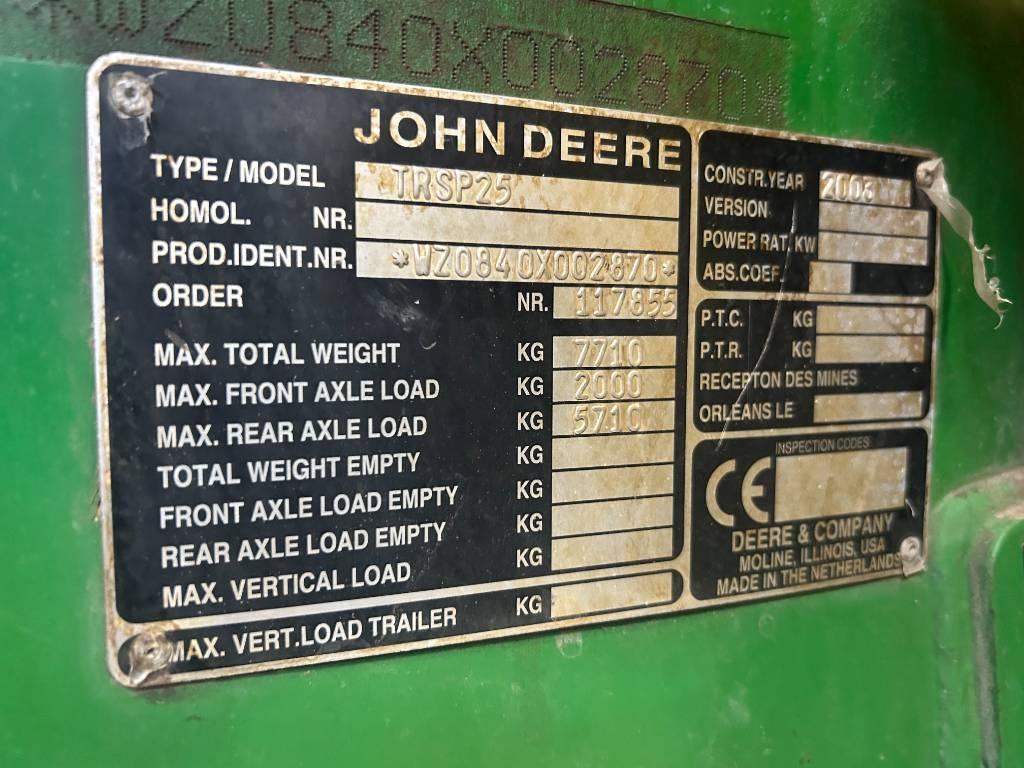 WZ0840X002870*
JOHN DEERE
TYPE / MODEL TRSP25
HOMOL. NR.
PROD.IDENT.NR. *WZ0840X002870*
ORDER NR. 117855
MAX. TOTAL WEIGHT KG 7710
MAX. FRONT AXLE LOAD KG 2000
MAX. REAR AXLE LOAD KG 5710
TOTAL WEIGHT EMPTY KG
FRONT AXLE LOAD EMPTY KG
REAR AXLE LOAD EMPTY KG
MAX. VERTICAL LOAD KG
MAX. VERT.LOAD TRAILER KG
CONSTR.YEAR 2003
VERSION
POWER RAT. KW
ABS.COEF.
P.T.C. KG
P.T.R. KG
RECEPTON DES MINES
ORLEANS LE
INSPECTION CODES
CE
DEERE & COMPANY
MOLINE, ILLINOIS, USA
MADE IN THE NETHERLANDS